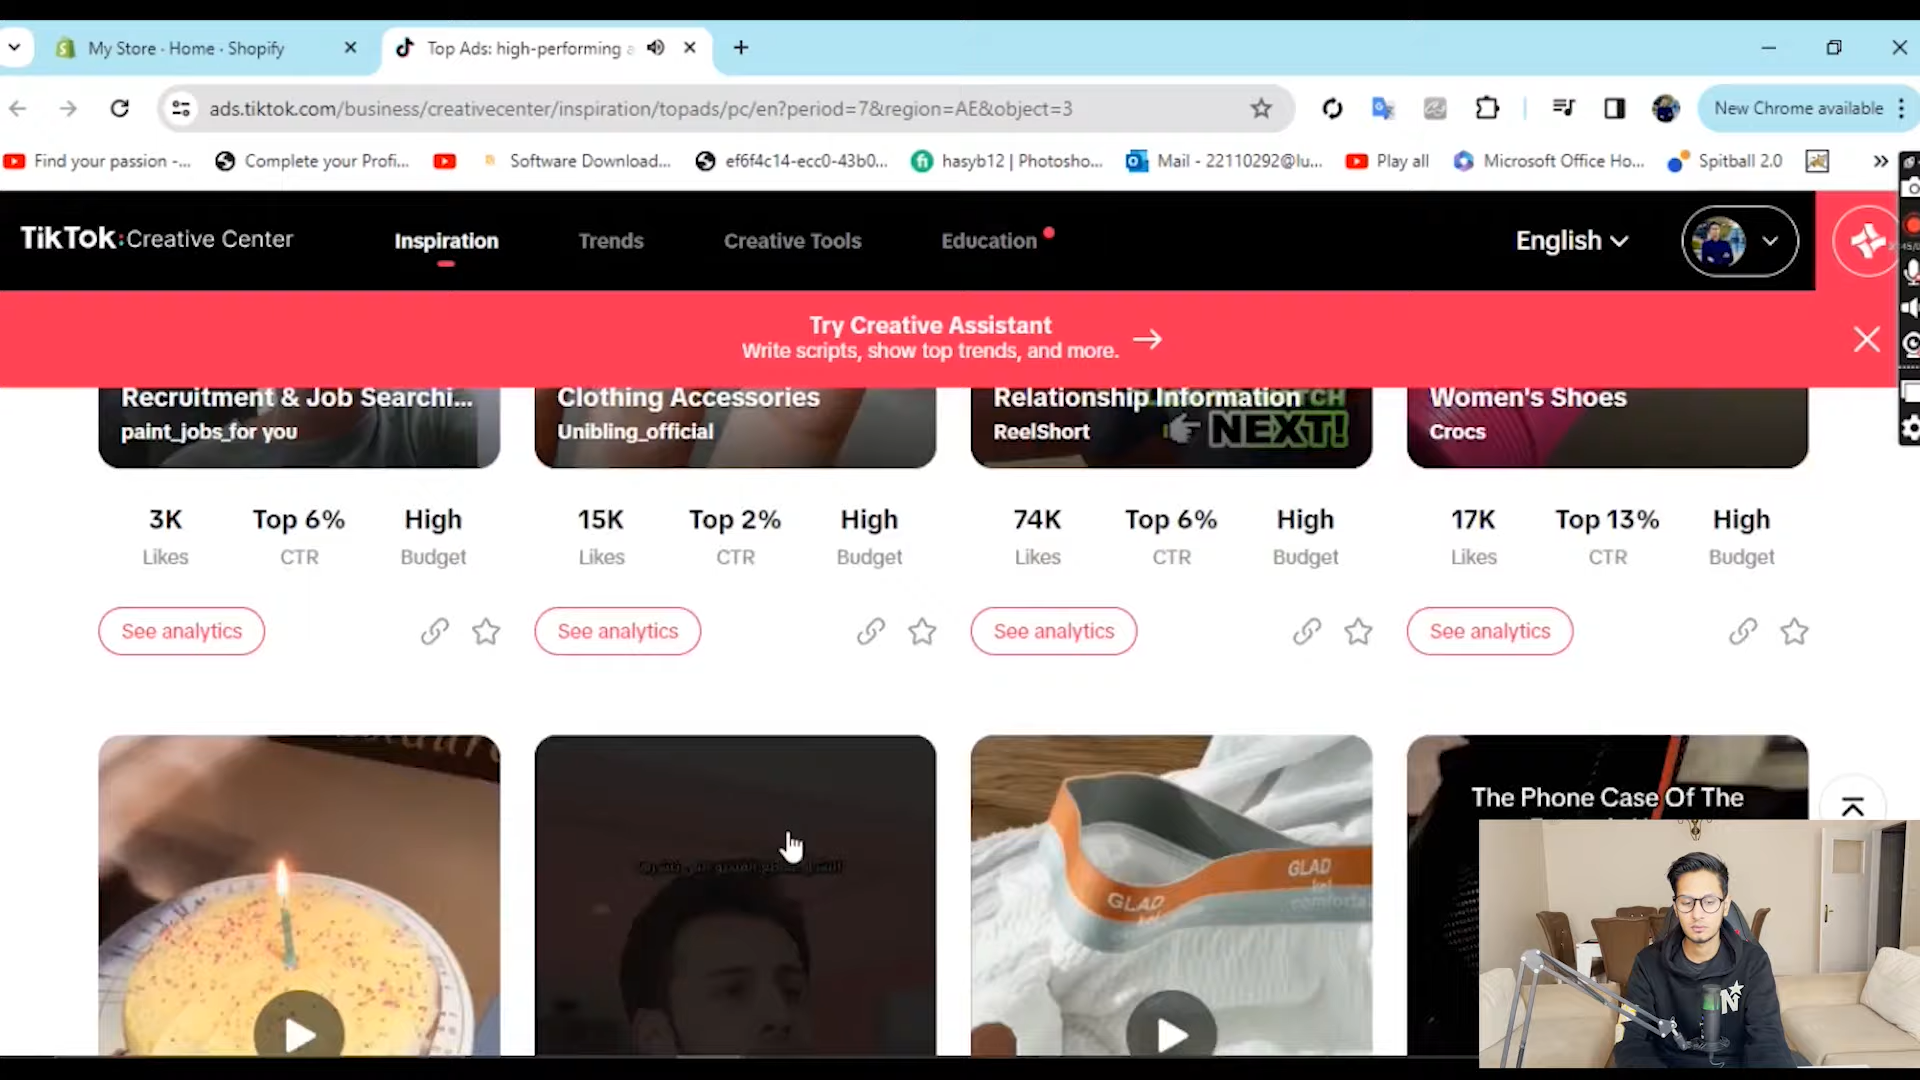 My Store · Home · Shopify
Top Ads: high-performing a
ads.tiktok.com/business/creativecenter/inspiration/topads/pc/en?period=7&region=AE&object=3
New Chrome available
Find your passion -...
Complete your Profi...
Software Download...
ef6f4c14-ecc0-43b0...
hasyb12 | Photosho...
Mail - 22110292@lu...
Play all
Microsoft Office Ho...
Spitball 2.0
TikTok:Creative Center
Inspiration
Trends
Creative Tools
Education
English
Try Creative Assistant
Write scripts, show top trends, and more.
Recruitment & Job Searchi...
paint_jobs_for you
Clothing Accessories
Unibling_official
Relationship Information
ReelShort
NEXT!
Women's Shoes
Crocs
3K
Top 6%
High
15K
Top 2%
High
74K
Top 6%
High
17K
Top 13%
High
Likes
CTR
Budget
Likes
CTR
Budget
Likes
CTR
Budget
Likes
CTR
Budget
See analytics
See analytics
See analytics
See analytics
GLAD
GLAD
The Phone Case Of The
N